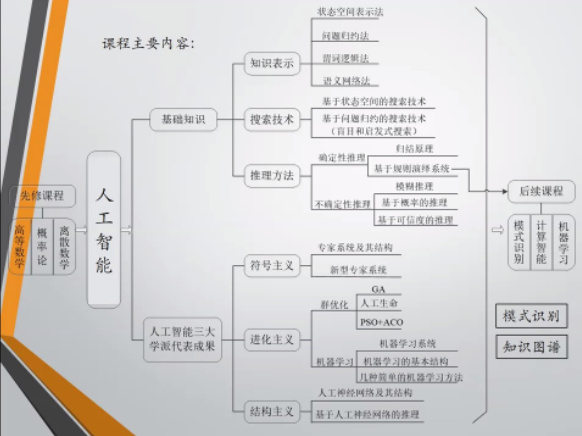 课程主要内容：
先修课程
高等数学
概率论
离散数学
人工智能
基础知识
知识表示
状态空间表示法
问题归约法
谓词逻辑法
语义网络法
搜索技术
基于状态空间的搜索技术
基于问题归约的搜索技术
（盲目和启发式搜索）
推理方法
确定性推理
归结原理
基于规则演绎系统
不确定性推理
模糊推理
基于概率的推理
基于可信度的推理
人工智能三大
学派代表成果
符号主义
专家系统及其结构
新型专家系统
进化主义
群优化
GA
人工生命
PSO+ACO
机器学习
机器学习系统
机器学习的基本结构
几种简单的机器学习方法
结构主义
人工神经网络及其结构
基于人工神经网络的推理
后续课程
模式识别
计算智能
机器学习
模式识别
知识图谱